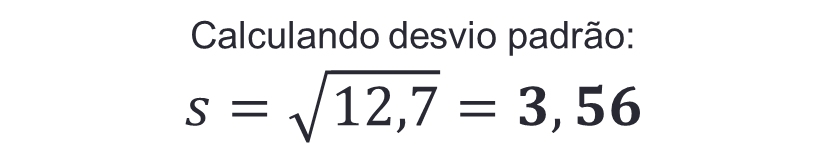 Calculando desvio padrão:
s = √12,7 = 3,56